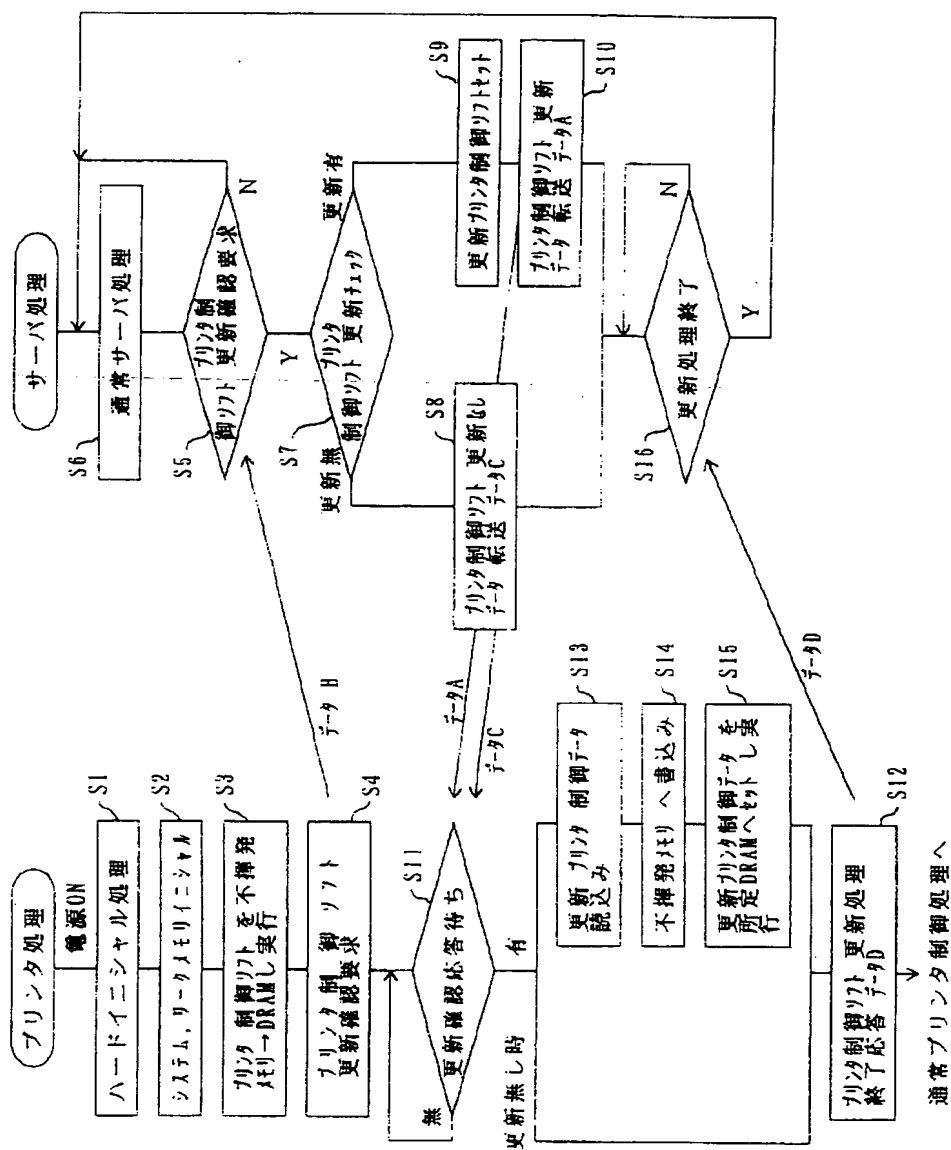 プリンタ処理
電源ON
ハードイニシャル処理
S1
システム,ワークメモリイニシャル
S2
プリンタ 制御ソフトを不揮発
メモリ→DRAMし実行
S3
プリンタ 制 御 ソフト
更新確認要求
S4
更新確認応答待ち
S11
無
有
更新無し時
更新 プリンタ 制御データ
読込み
S13
不揮発メモリ へ書込み
S14
更新プリンタ制御データ を
所定DRAMへセットし実
行
S15
プリンタ制御ソフト 更新処理
終了応答 データD
S12
通常プリンタ制御処理へ
データ B
データA
データC
データD
サーバ処理
通常サーバ処理
S6
プリンタ制
御ソフト 更新確認要求
S5
N
Y
プリンタ
制御ソフト 更新チェック
S7
更新無
更新有
プリンタ制御ソフト 更新なし
データ 転送 データC
S8
更新プリンタ制御ソフトセット
S9
プリンタ制御ソフト 更新
データ 転送 データA
S10
更新処理終了
S16
N
Y